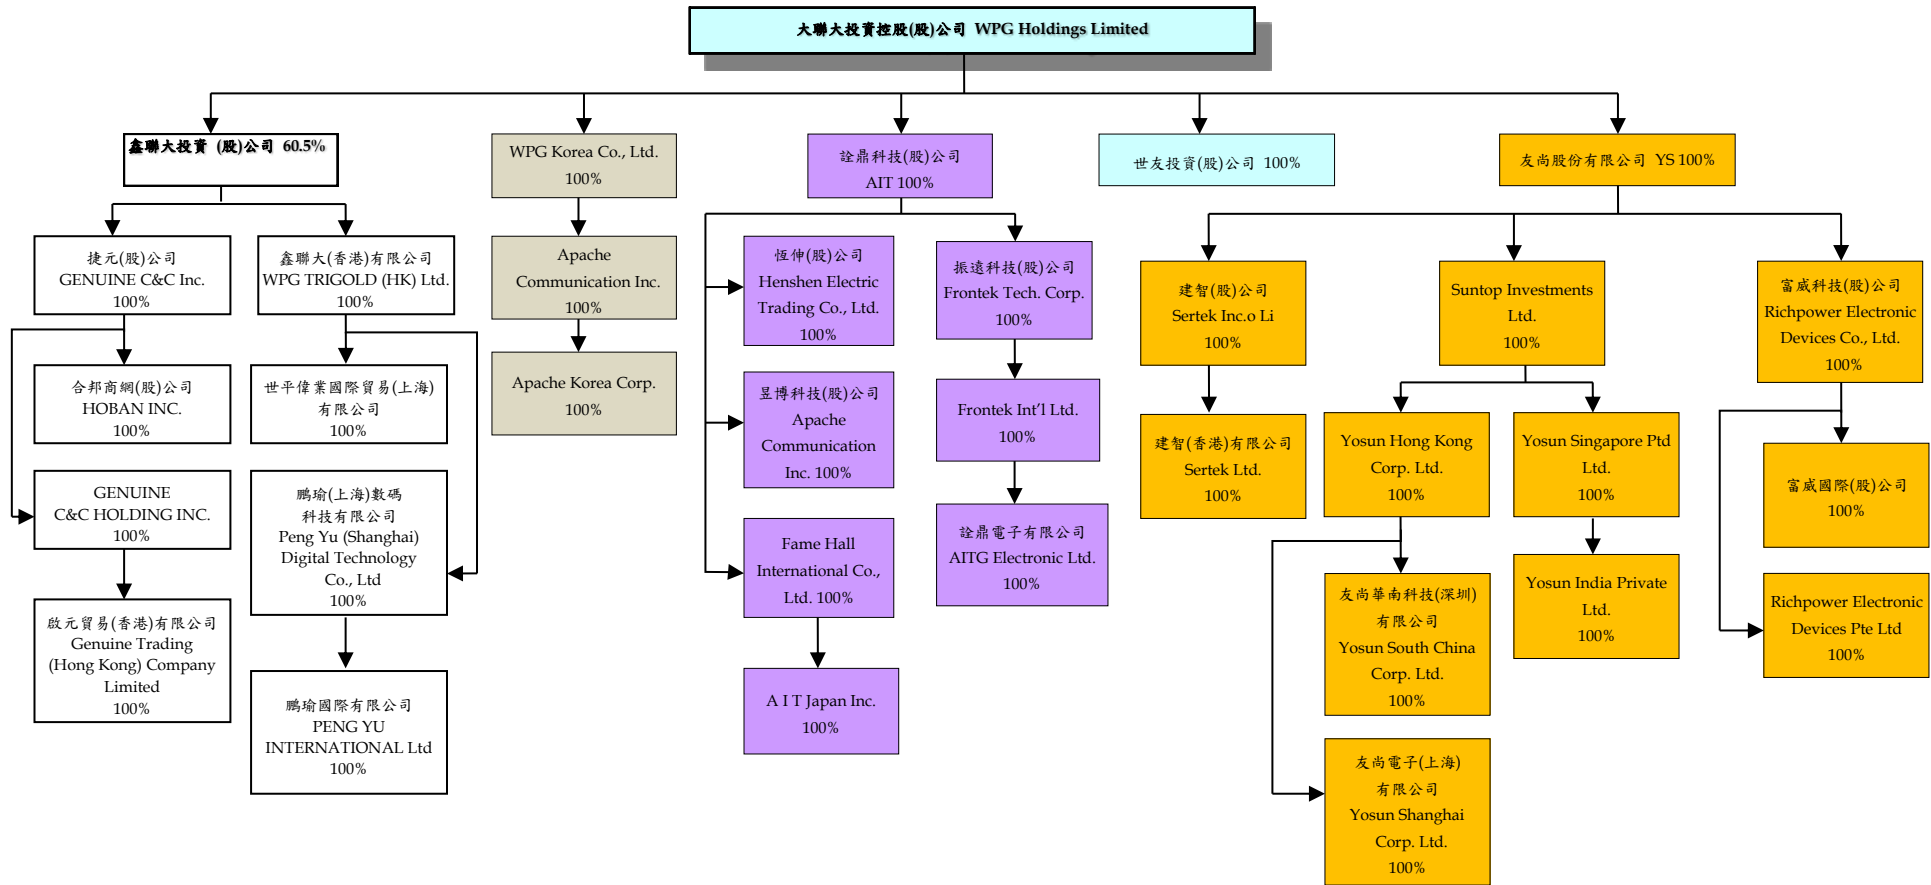 大聯大投資控股(股)公司 WPG Holdings Limited
鑫聯大投資 (股)公司 60.5%
WPG Korea Co., Ltd.
100%
詮鼎科技(股)公司
AIT 100%
世友投資(股)公司 100%
友尚股份有限公司 YS 100%
捷元(股)公司
GENUINE C&C Inc.
100%
鑫聯大(香港)有限公司
WPG TRIGOLD (HK) Ltd.
100%
Apache
Communication Inc.
100%
恆伸(股)公司
Henshen Electric
Trading Co., Ltd.
100%
振遠科技(股)公司
Frontek Tech. Corp.
100%
建智(股)公司
Sertek Inc.o Li
100%
Suntop Investments
Ltd.
100%
富威科技(股)公司
Richpower Electronic
Devices Co., Ltd.
100%
合邦商網(股)公司
HOBAN INC.
100%
世平偉業國際貿易(上海)
有限公司
100%
Apache Korea Corp.
100%
昱博科技(股)公司
Apache
Communication
Inc. 100%
Frontek Int’l Ltd.
100%
建智(香港)有限公司
Sertek Ltd.
100%
Yosun Hong Kong
Corp. Ltd.
100%
Yosun Singapore Ptd
Ltd.
100%
富威國際(股)公司
100%
GENUINE
C&C HOLDING INC.
100%
鵬瑜(上海)數碼
科技有限公司
Peng Yu (Shanghai)
Digital Technology
Co., Ltd
100%
Fame Hall
International Co.,
Ltd. 100%
詮鼎電子有限公司
AITG Electronic Ltd.
100%
友尚華南科技(深圳)
有限公司
Yosun South China
Corp. Ltd.
100%
Yosun India Private
Ltd.
100%
Richpower Electronic
Devices Pte Ltd
100%
啟元貿易(香港)有限公司
Genuine Trading
(Hong Kong) Company
Limited
100%
鵬瑜國際有限公司
PENG YU
INTERNATIONAL Ltd
100%
A I T Japan Inc.
100%
友尚電子(上海)
有限公司
Yosun Shanghai
Corp. Ltd.
100%